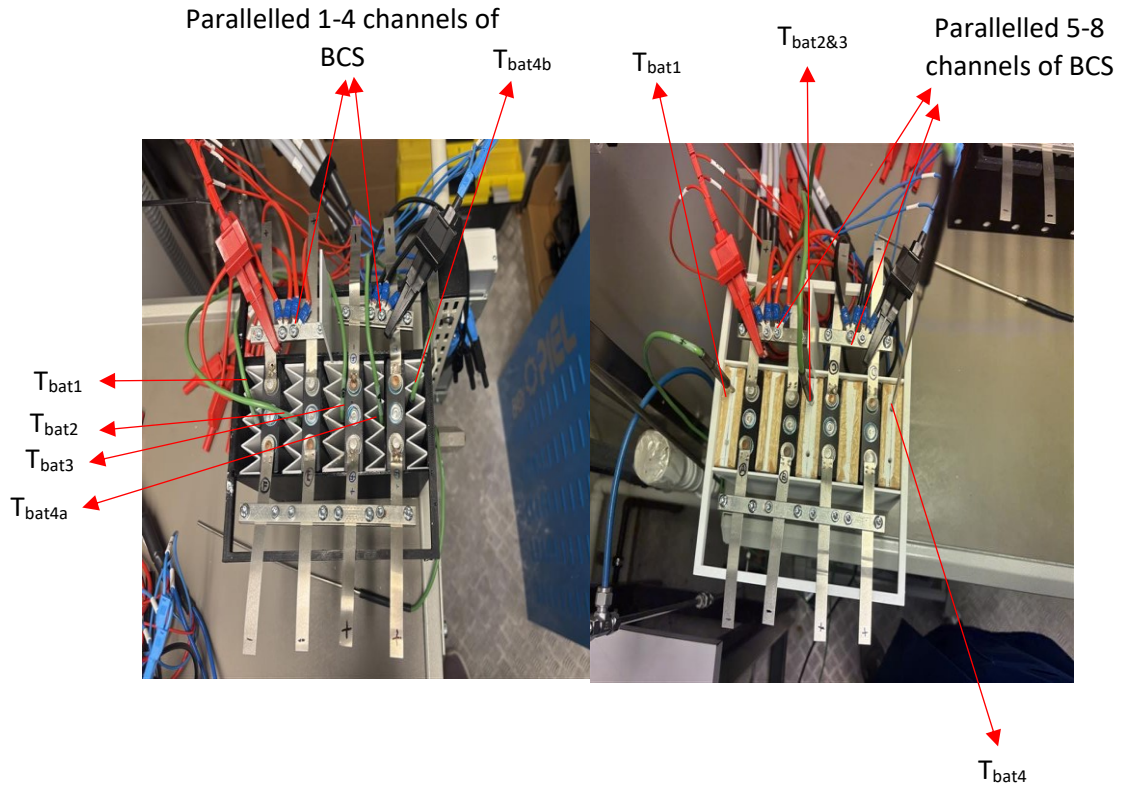 Parallelled 1-4 channels of
BCS
Tbat4b
Tbat1
Tbat2
Tbat3
Tbat4a
Tbat1
Tbat2&3
Parallelled 5-8
channels of BCS
Tbat4
+
+
+
+